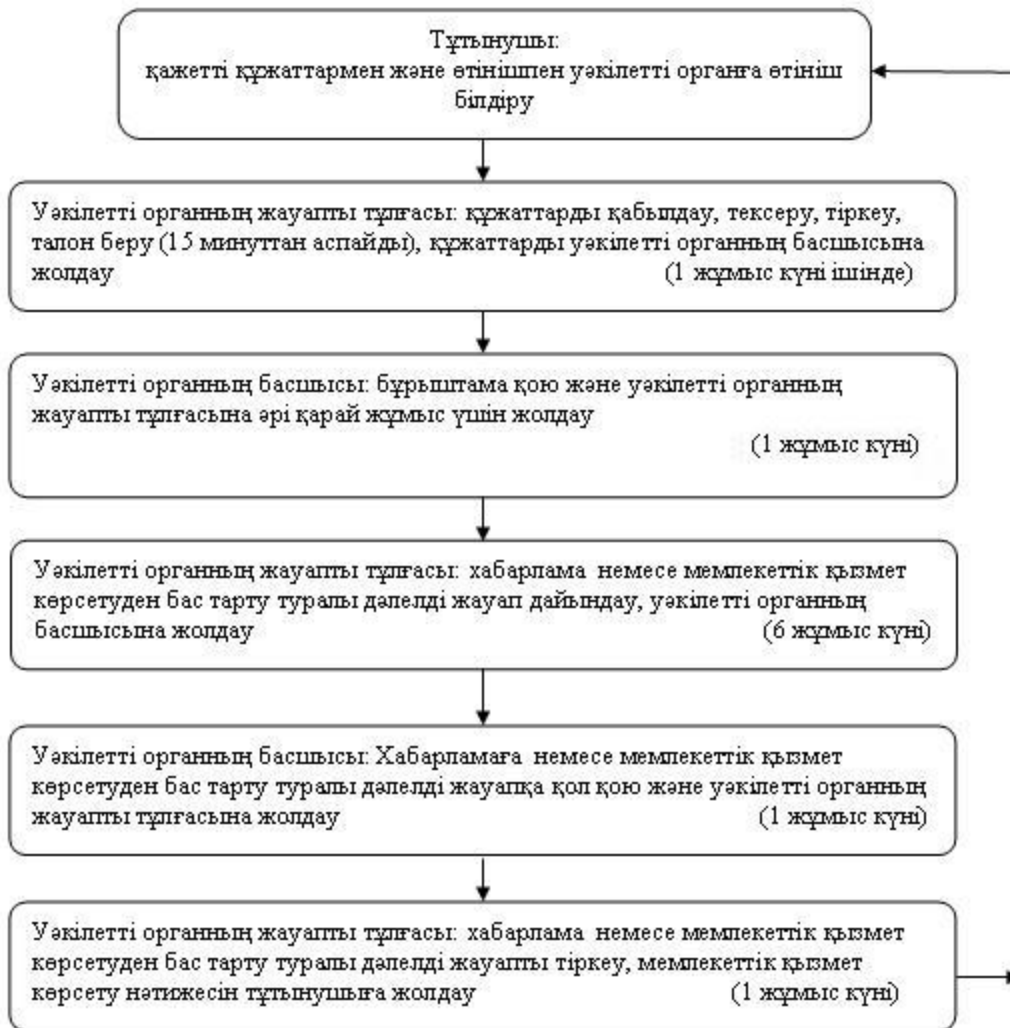 Тұтынушы:
қажетті құжаттармен және өтінішпен уәкілетті органға өтініш
білдіру
Уәкілетті органның жауапты тұлғасы: құжаттарды қабылдау, тексеру, тіркеу,
талон беру (15 минуттан аспайды), құжаттарды уәкілетті органның басшысына
жолдау (1 жұмыс күні ішінде)
Уәкілетті органның басшысы: бұрыштама қою және уәкілетті органның
жауапты тұлғасына әрі қарай жұмыс үшін жолдау
(1 жұмыс күні)
Уәкілетті органның жауапты тұлғасы: хабарлама немесе мемлекеттік қызмет
көрсетуден бас тарту туралы дәлелді жауап дайындау, уәкілетті органның
басшысына жолдау (6 жұмыс күні)
Уәкілетті органның басшысы: Хабарламаға немесе мемлекеттік қызмет
көрсетуден бас тарту туралы дәлелді жауапқа қол қою және уәкілетті органның
жауапты тұлғасына жолдау (1 жұмыс күні)
Уәкілетті органның жауапты тұлғасы: хабарлама немесе мемлекеттік қызмет
көрсетуден бас тарту туралы дәлелді жауапты тіркеу, мемлекеттік қызмет
көрсету нәтижесін тұтынушыға жолдау (1 жұмыс күні)